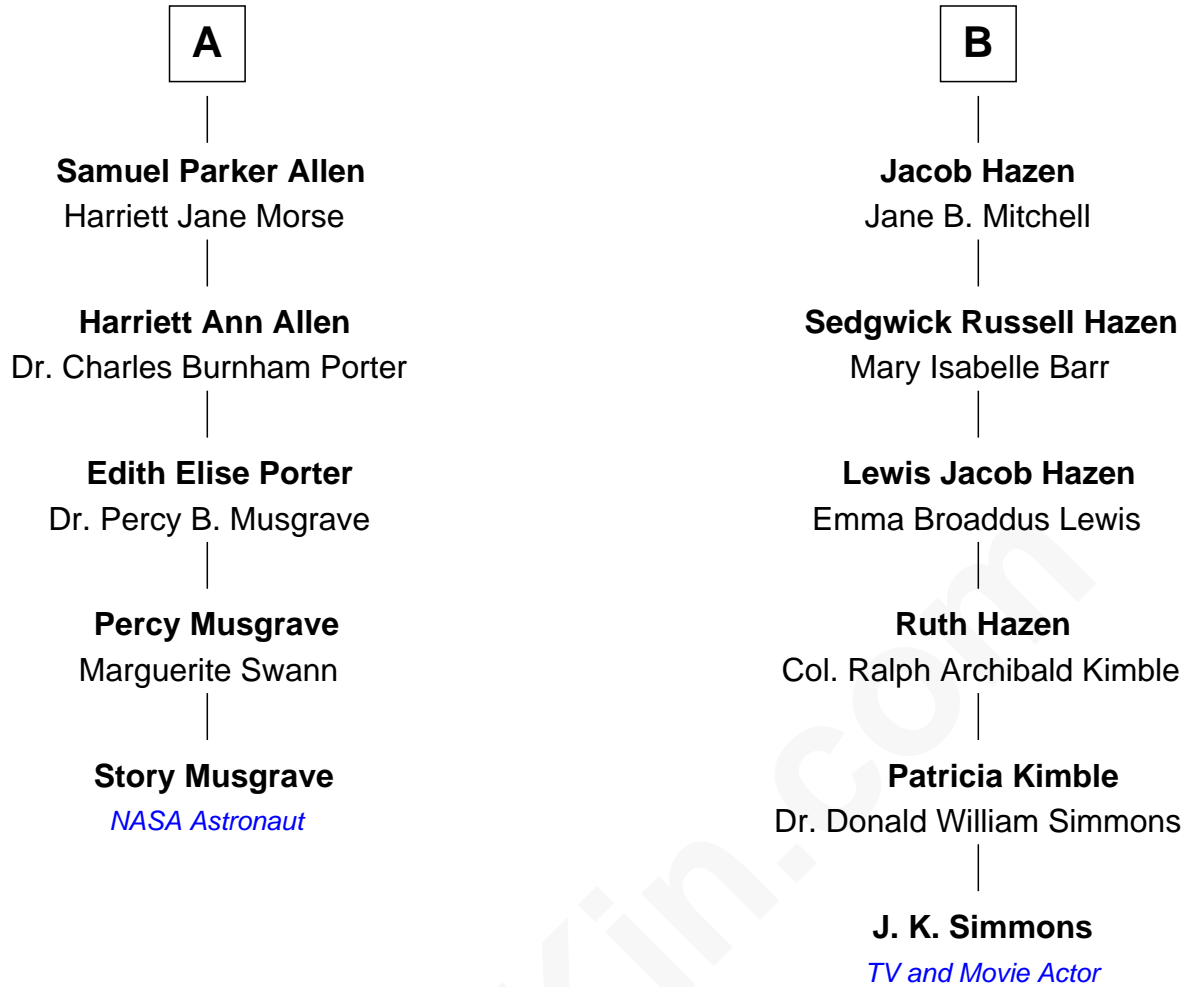 A
Samuel Parker Allen
Harriett Jane Morse
Harriett Ann Allen
Dr. Charles Burnham Porter
Edith Elise Porter
Dr. Percy B. Musgrave
Percy Musgrave
Marguerite Swann
Story Musgrave
NASA Astronaut
B
Jacob Hazen
Jane B. Mitchell
Sedgwick Russell Hazen
Mary Isabelle Barr
Lewis Jacob Hazen
Emma Broaddus Lewis
Ruth Hazen
Col. Ralph Archibald Kimble
Patricia Kimble
Dr. Donald William Simmons
J. K. Simmons
TV and Movie Actor
Kin.com